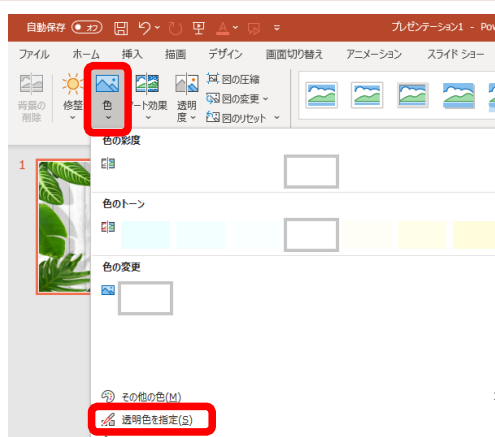 自動保存 オフ プレゼンテーション1 - Pow
ファイル ホーム 挿入 描画 デザイン 画面切り替え アニメーション スライド ショー
背景の削除 修整 色 アート効果 透明度 図の圧縮
図の変更
図のリセット
色の彩度
1
色のトーン
色の変更
その他の色(M)
透明色を指定(S)